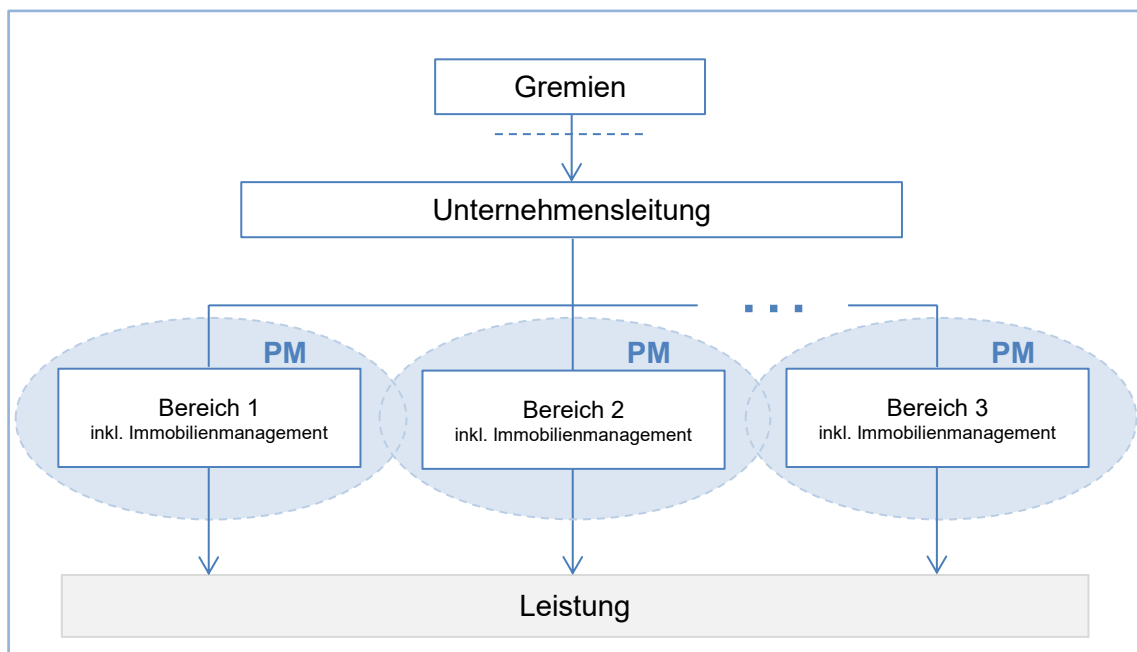 Gremien
Unternehmensleitung
...
PM
PM
PM
Bereich 1
inkl. Immobilienmanagement
Bereich 2
inkl. Immobilienmanagement
Bereich 3
inkl. Immobilienmanagement
Leistung